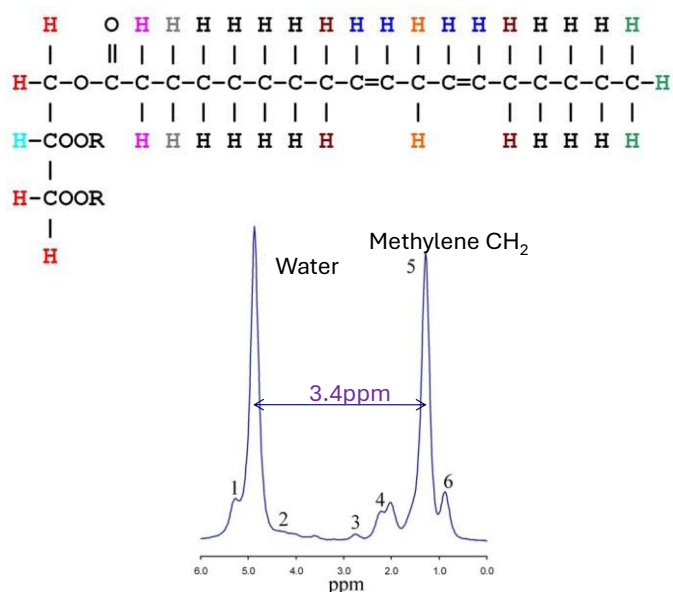 H O H H H H H H H H H H H H H H H H H
H-C-O-C-C-C-C-C-C-C-C-C=C-C-C=C-C-C-C-C-C-H
H-COOR H H H H H H H H H H H H H
H-COOR
H
Water
Methylene CH₂
5
3.4ppm
1
2
3
4
6
6.0 5.0 4.0 3.0 2.0 1.0 0.0
ppm